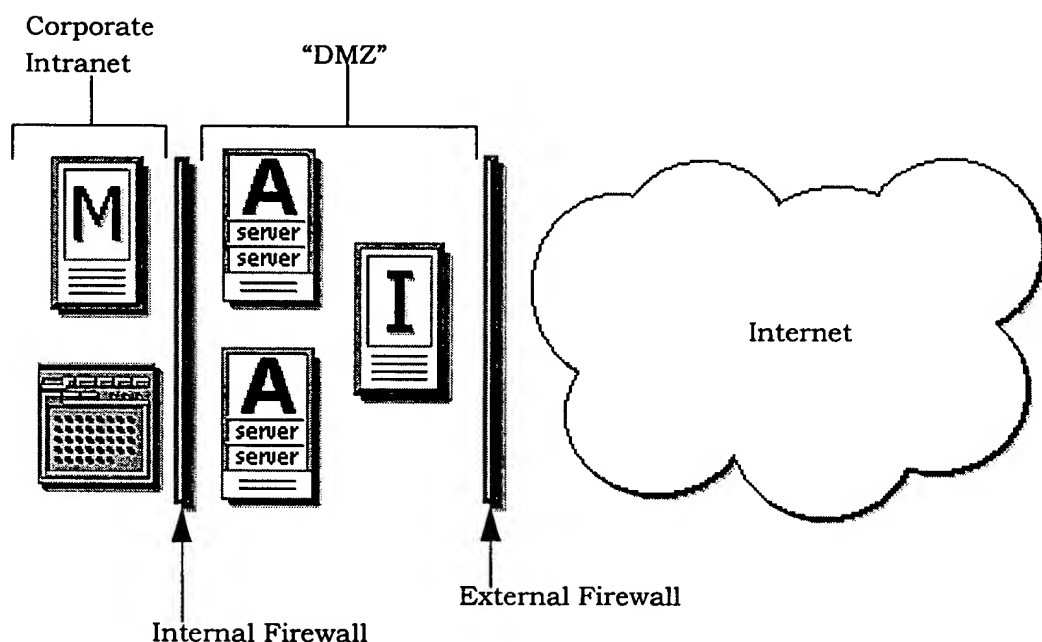 Corporate
Intranet
“DMZ”
M
A
server
server
I
A
server
server
Internet
External Firewall
Internal Firewall